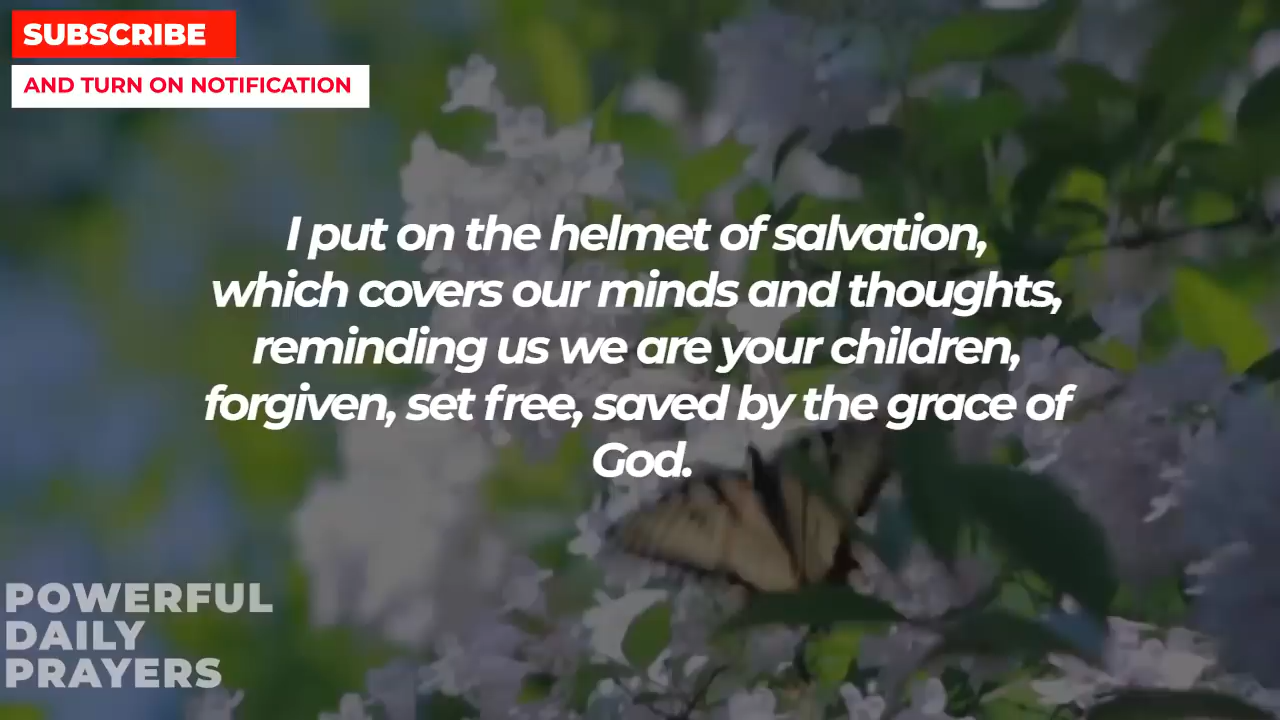 SUBSCRIBE
AND TURN ON NOTIFICATION
I put on the helmet of salvation,
which covers our minds and thoughts,
reminding us we are your children,
forgiven, set free, saved by the grace of
God.
POWERFUL
DAILY
PRAYERS